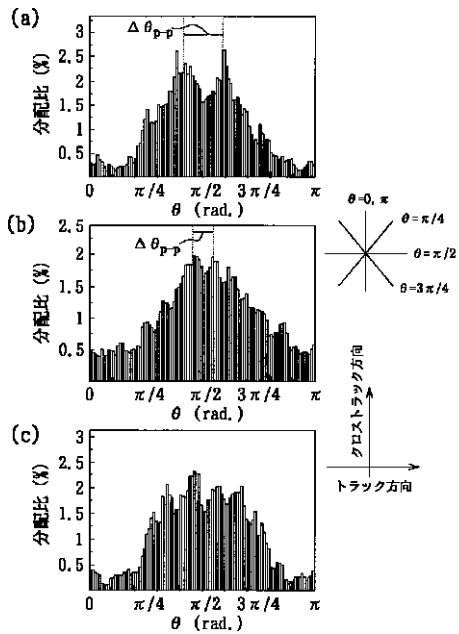 (a)
Δθp-p
分配比 (%)
3
2.5
2
1.5
1
0.5
0 π/4 π/2 3π/4 π
θ (rad.)
(b)
Δθp-p
分配比 (%)
2.5
2
1.5
1
0.5
0 π/4 π/2 3π/4 π
θ (rad.)
(c)
分配比 (%)
3
2.5
2
1.5
1
0.5
0 π/4 π/2 3π/4 π
θ (rad.)
θ=0, π
θ=π/4
θ=π/2
θ=3π/4
クロストラック方向
トラック方向